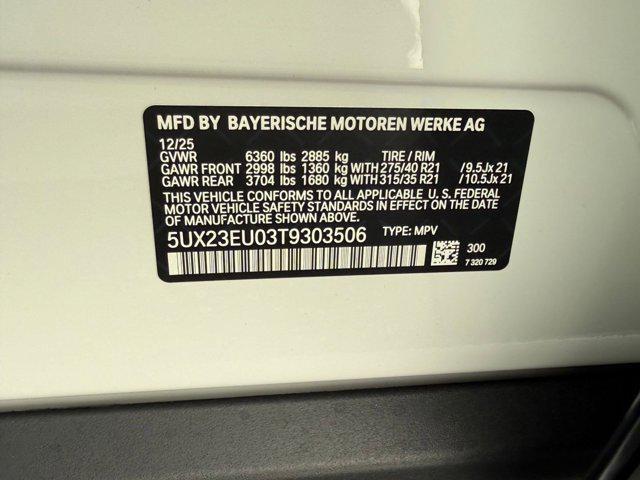 MFD BY BAYERISCHE MOTOREN WERKE AG
12/25
GVWR 6360 lbs 2885 kg TIRE / RIM
GAWR FRONT 2998 lbs 1360 kg WITH 275/40 R21 /9.5Jx 21
GAWR REAR 3704 lbs 1680 kg WITH 315/35 R21 /10.5Jx 21
THIS VEHICLE CONFORMS TO ALL APPLICABLE U. S. FEDERAL
MOTOR VEHICLE SAFETY STANDARDS IN EFFECT ON THE DATE
OF MANUFACTURE SHOWN ABOVE.
5UX23EU03T9303506 TYPE: MPV
300
7 320 729